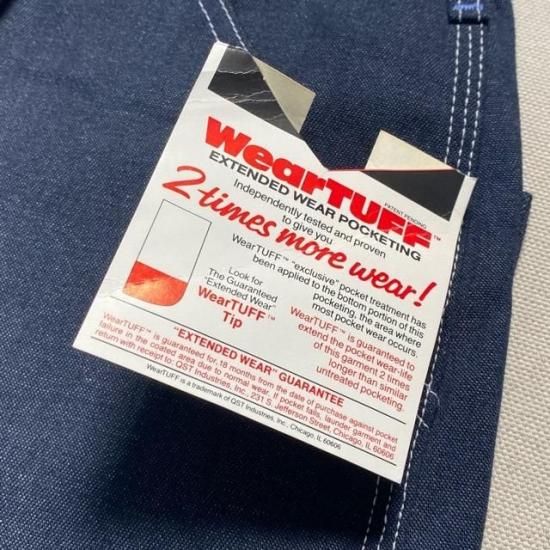 WearTUFF™
PATENT PENDING
EXTENDED WEAR POCKETING
Independently tested and proven
to give you
2-times more wear!
WearTUFF™ "exclusive" pocket treatment has
been applied to the bottom portion of this
pocketing, the area where
most pocket wear occurs.
Look for
The Guaranteed
"Extended Wear"
WearTUFF™
Tip
WearTUFF™ is guaranteed to
extend the pocket wear-life
of this garment 2 times
longer than similar
untreated pocketing.
"EXTENDED WEAR" GUARANTEE
WearTUFF™ is guaranteed for 18 months from the date of purchase against pocket
failure in the coated area due to normal wear. If pocket fails, launder garment and
return with receipt to: QST Industries, Inc., 231 S. Jefferson Street, Chicago, IL 60606
WearTUFF is a trademark of QST Industries, Inc., Chicago, IL 60606